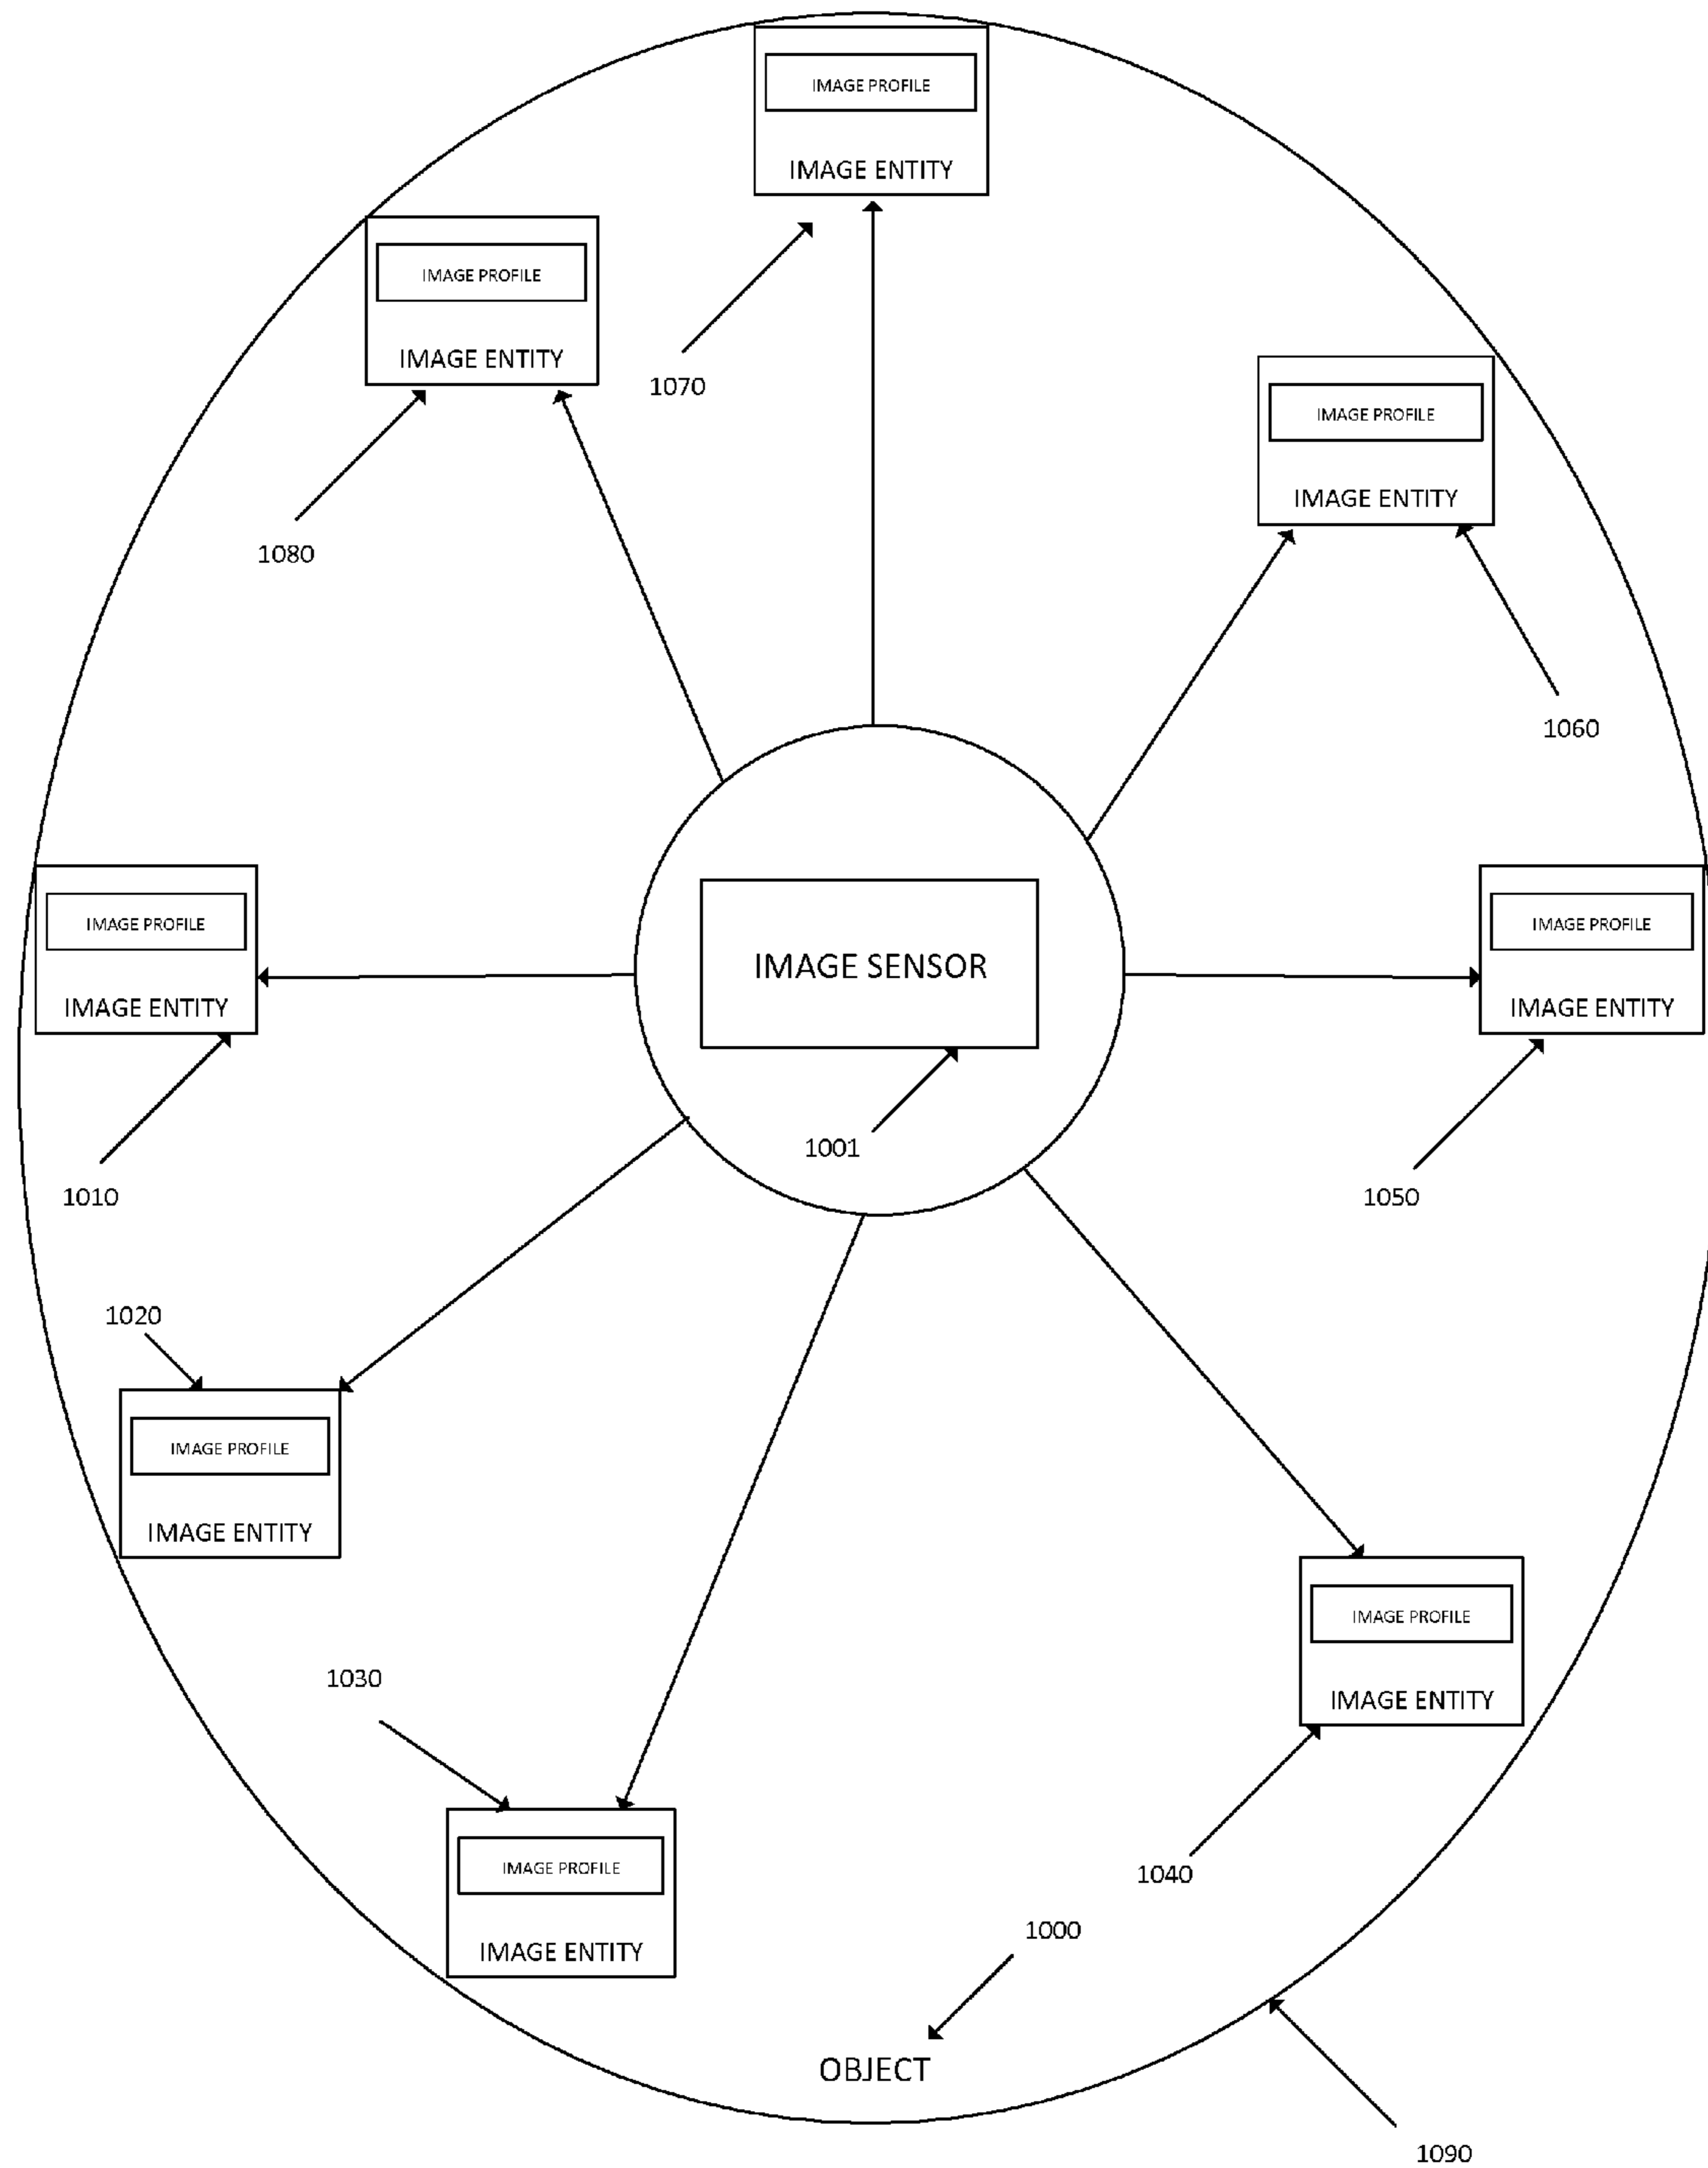 IMAGE PROFILE
IMAGE ENTITY
1070
IMAGE PROFILE
IMAGE ENTITY
1080
IMAGE PROFILE
IMAGE ENTITY
1060
IMAGE PROFILE
IMAGE ENTITY
1010
IMAGE SENSOR
1001
IMAGE PROFILE
IMAGE ENTITY
1050
1020
IMAGE PROFILE
IMAGE ENTITY
1030
IMAGE PROFILE
IMAGE ENTITY
IMAGE PROFILE
IMAGE ENTITY
1040
1000
OBJECT
1090